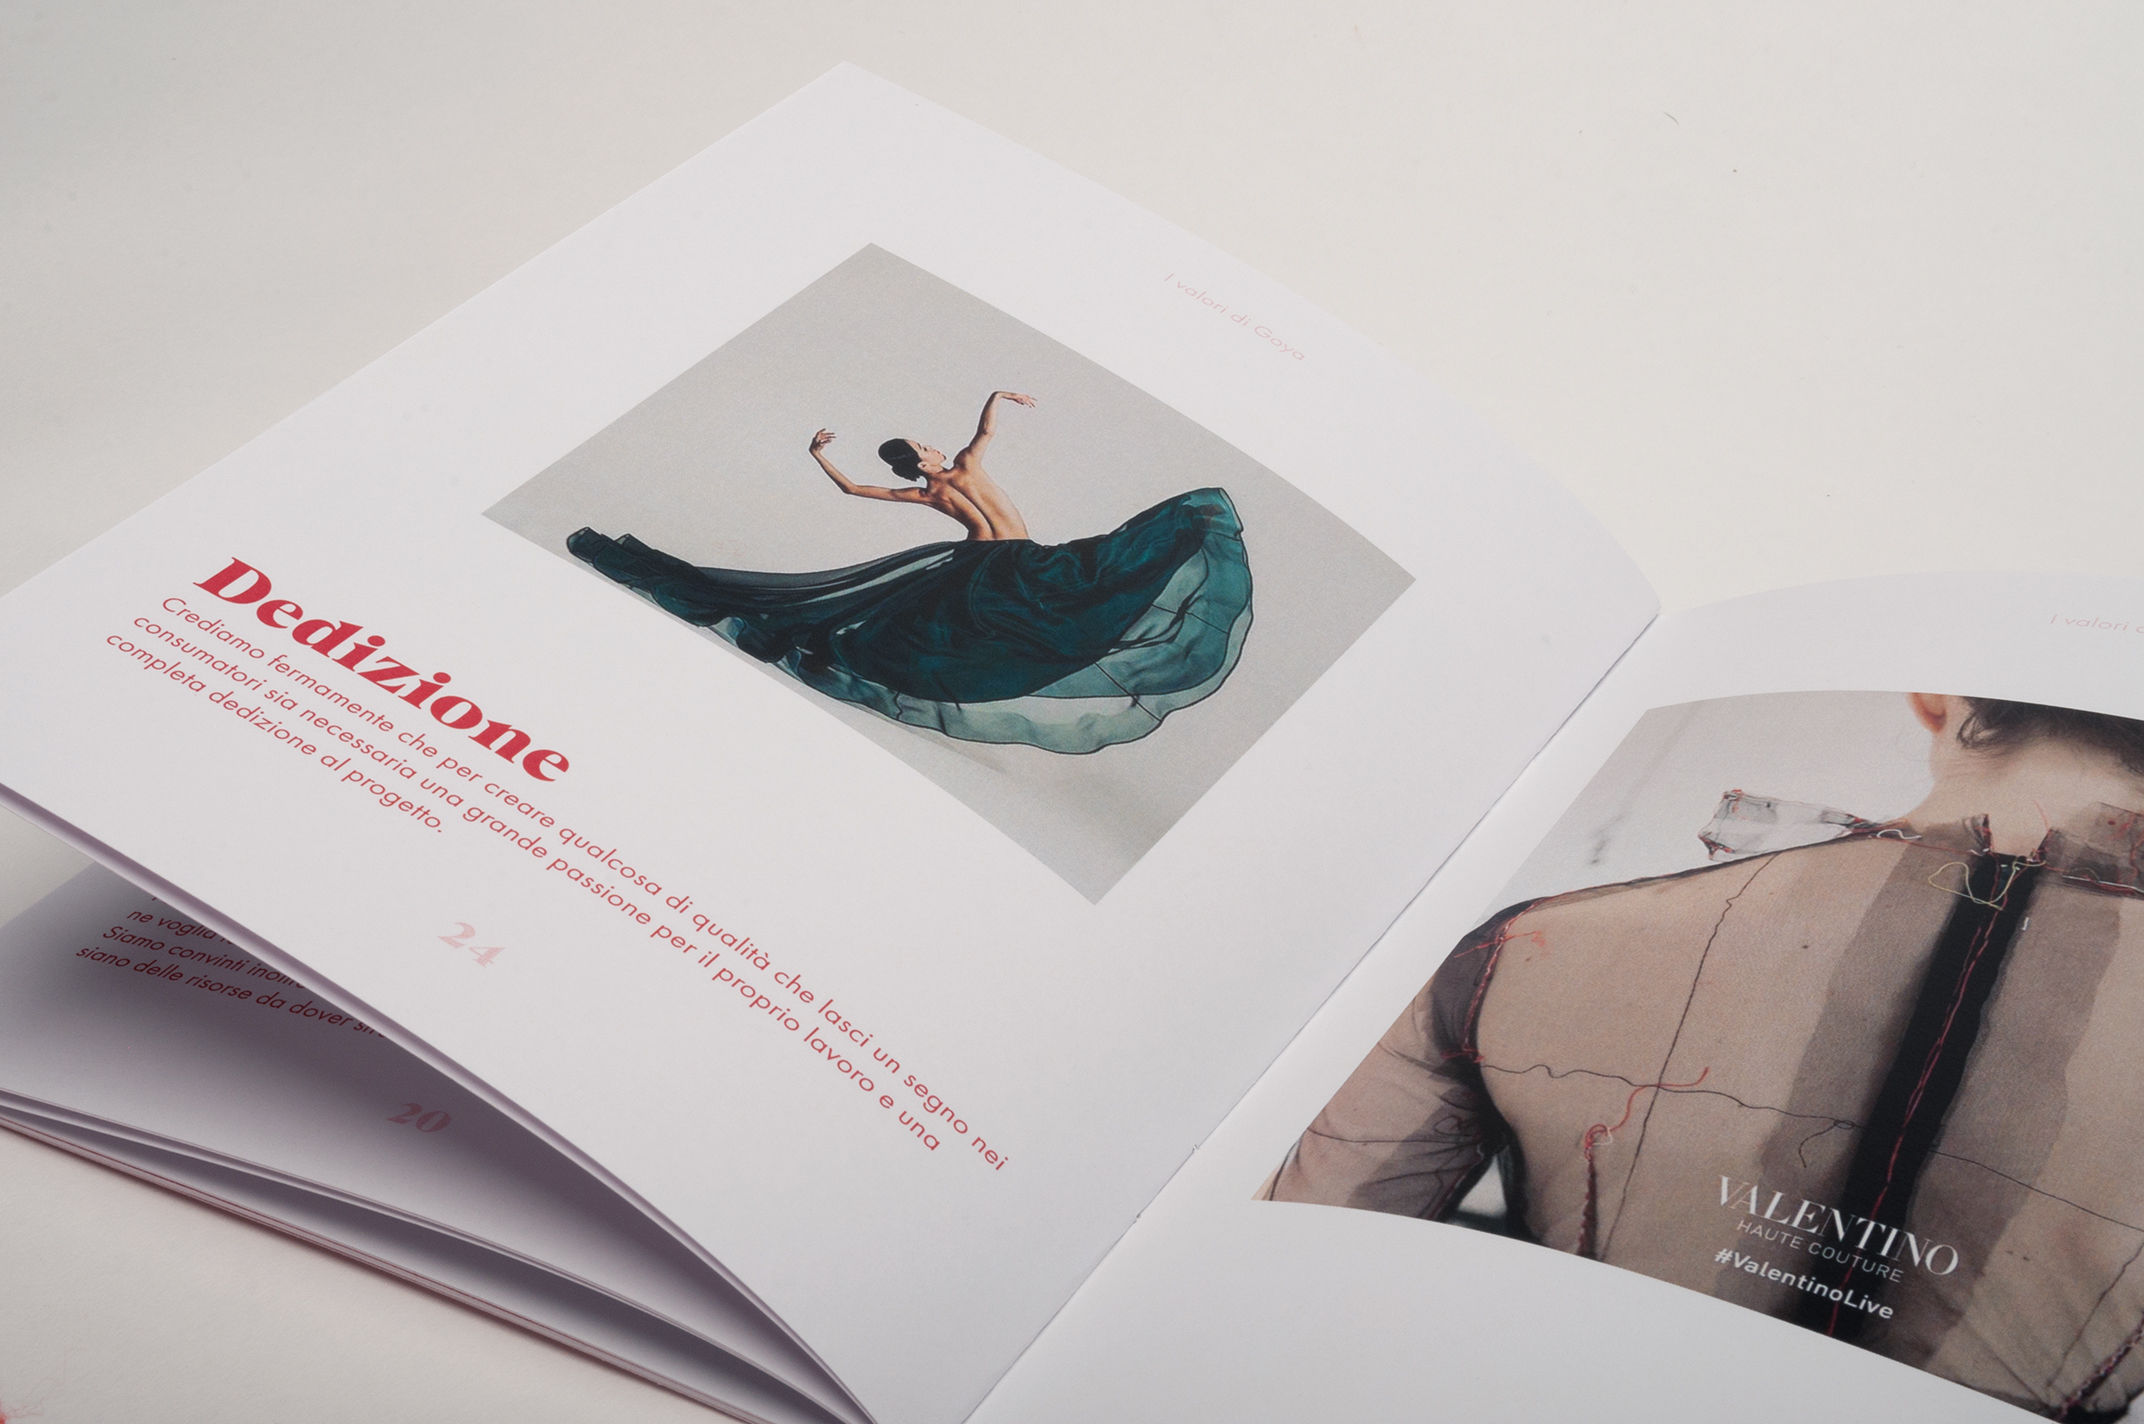 I valori di Goya
Dedizione
Crediamo fermamente che per creare qualcosa di qualità che lasci un segno nei
consumatori sia necessaria una grande passione per il proprio lavoro e una
completa dedizione al progetto.
24
ne voglia
Siamo convinti
siano delle risorse da dover
20
I valori
VALENTINO
HAUTE COUTURE
#ValentinoLive